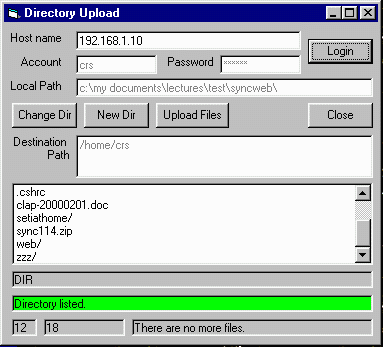 Directory Upload
Host name 192.168.1.10
Login
Account crs Password ******
Local Path c:\my documents\lectures\test\syncweb\
Change Dir New Dir Upload Files Close
Destination Path /home/crs
.cshrc
clap-20000201.doc
setiathome/
sync114.zip
web/
zzz/
DIR
Directory listed.
12 18 There are no more files.